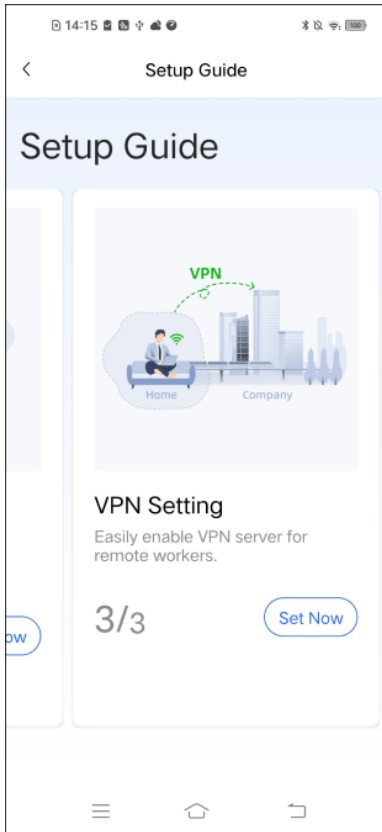 14:15
100
Setup Guide
Setup Guide
VPN
Home
Company
VPN Setting
Easily enable VPN server for
remote workers.
3/3
Set Now
ow